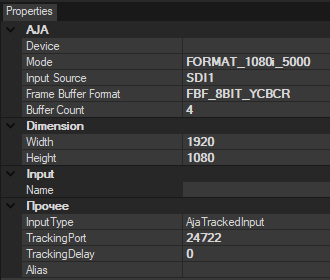 Properties
AJA
Device
Mode FORMAT_1080i_5000
Input Source SDI1
Frame Buffer Format FBF_8BIT_YCBCR
Buffer Count 4
Dimension
Width 1920
Height 1080
Input
Name
Прочее
InputType AjaTrackedInput
TrackingPort 24722
TrackingDelay 0
Alias